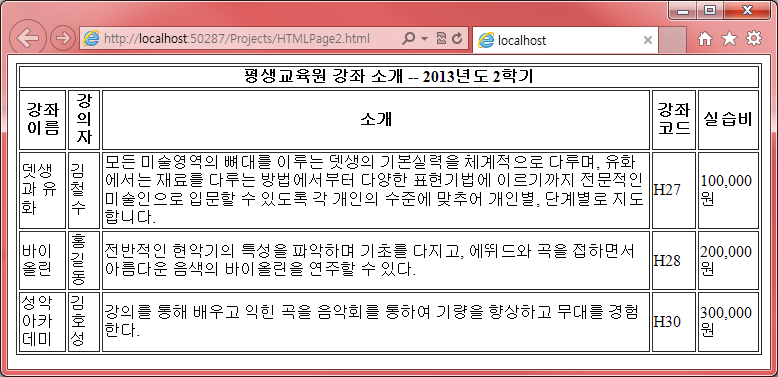 http://localhost:50287/Projects/HTMLPage2.html
localhost
평생교육원 강좌 소개 -- 2013년도 2학기
강좌
이름
강
의
자
소개
강좌
코드
실습비
뎃생
과 유
화
김
철
수
모든 미술영역의 뼈대를 이루는 뎃생의 기본실력을 체계적으로 다루며, 유화
에서는 재료를 다루는 방법에서부터 다양한 표현기법에 이르기까지 전문적인
미술인으로 입문할 수 있도록 각 개인의 수준에 맞추어 개인별, 단계별로 지도
합니다.
H27
100,000
원
바이
올린
홍
길
동
전반적인 현악기의 특성을 파악하며 기초를 다지고, 에뛰드와 곡을 접하면서
아름다운 음색의 바이올린을 연주할 수 있다.
H28
200,000
원
성악
아카
데미
김
호
성
강의를 통해 배우고 익힌 곡을 음악회를 통하여 기량을 향상하고 무대를 경험
한다.
H30
300,000
원